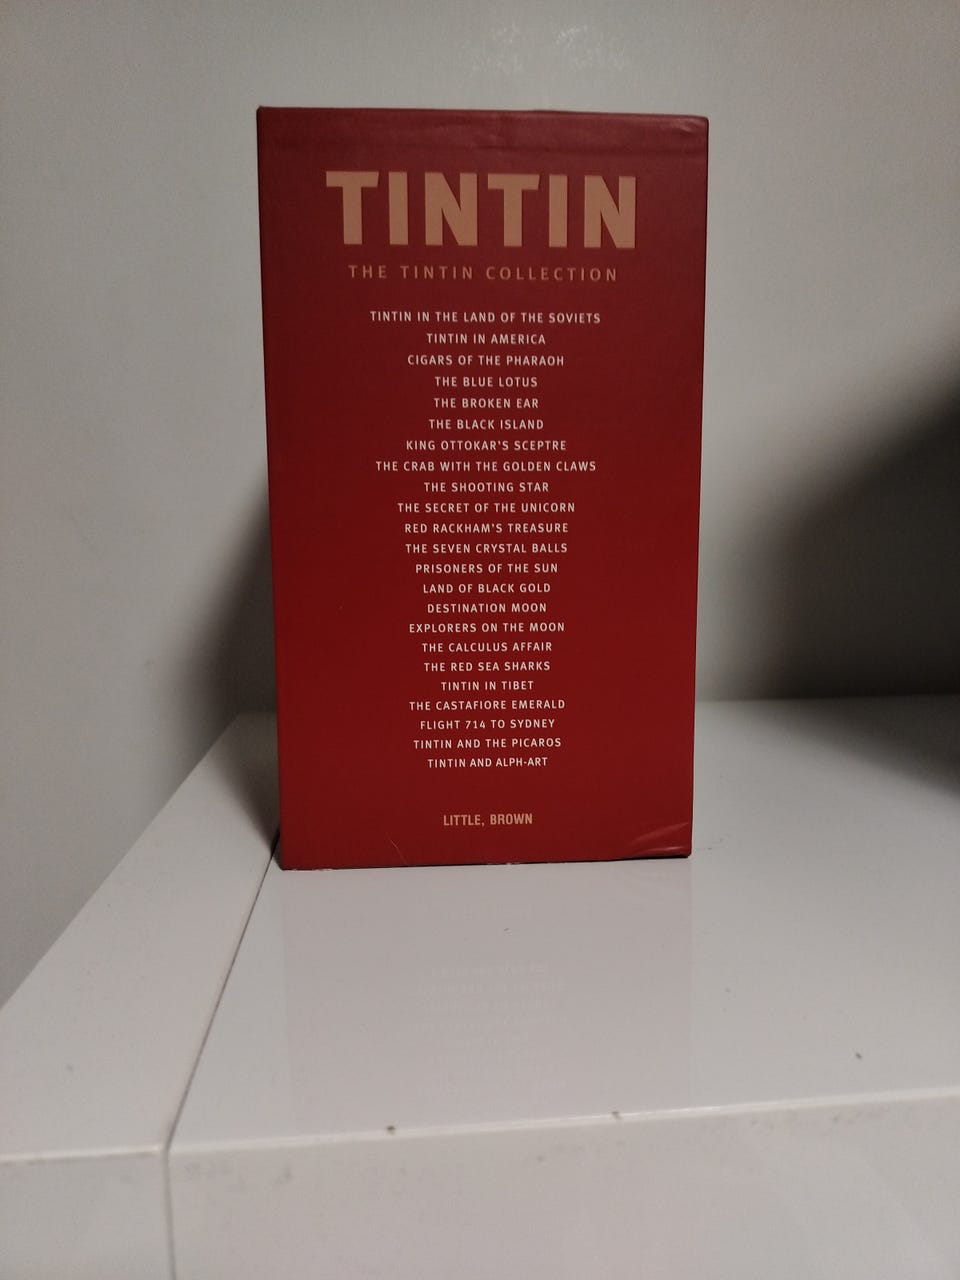 TINTIN
THE TINTIN COLLECTION
TINTIN IN THE LAND OF THE SOVIETS
TINTIN IN AMERICA
CIGARS OF THE PHARAOH
THE BLUE LOTUS
THE BROKEN EAR
THE BLACK ISLAND
KING OTTOKAR'S SCEPTRE
THE CRAB WITH THE GOLDEN CLAWS
THE SHOOTING STAR
THE SECRET OF THE UNICORN
RED RACKHAM'S TREASURE
THE SEVEN CRYSTAL BALLS
PRISONERS OF THE SUN
LAND OF BLACK GOLD
DESTINATION MOON
EXPLORERS ON THE MOON
THE CALCULUS AFFAIR
THE RED SEA SHARKS
TINTIN IN TIBET
THE CASTAFIORE EMERALD
FLIGHT 714 TO SYDNEY
TINTIN AND THE PICAROS
TINTIN AND ALPH-ART
LITTLE, BROWN